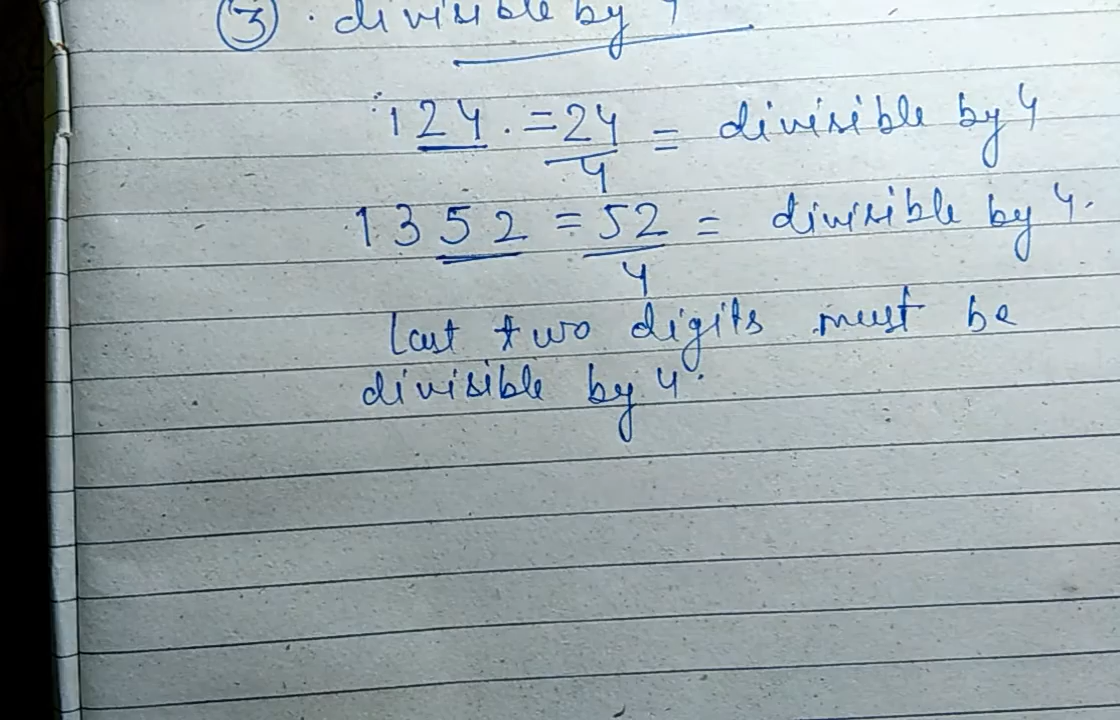 ③ . divisible by 4
124 . = 24/4 = divisible by 4
1352 = 52/4 = divisible by 4.
Last two digits must be
divisible by 4.